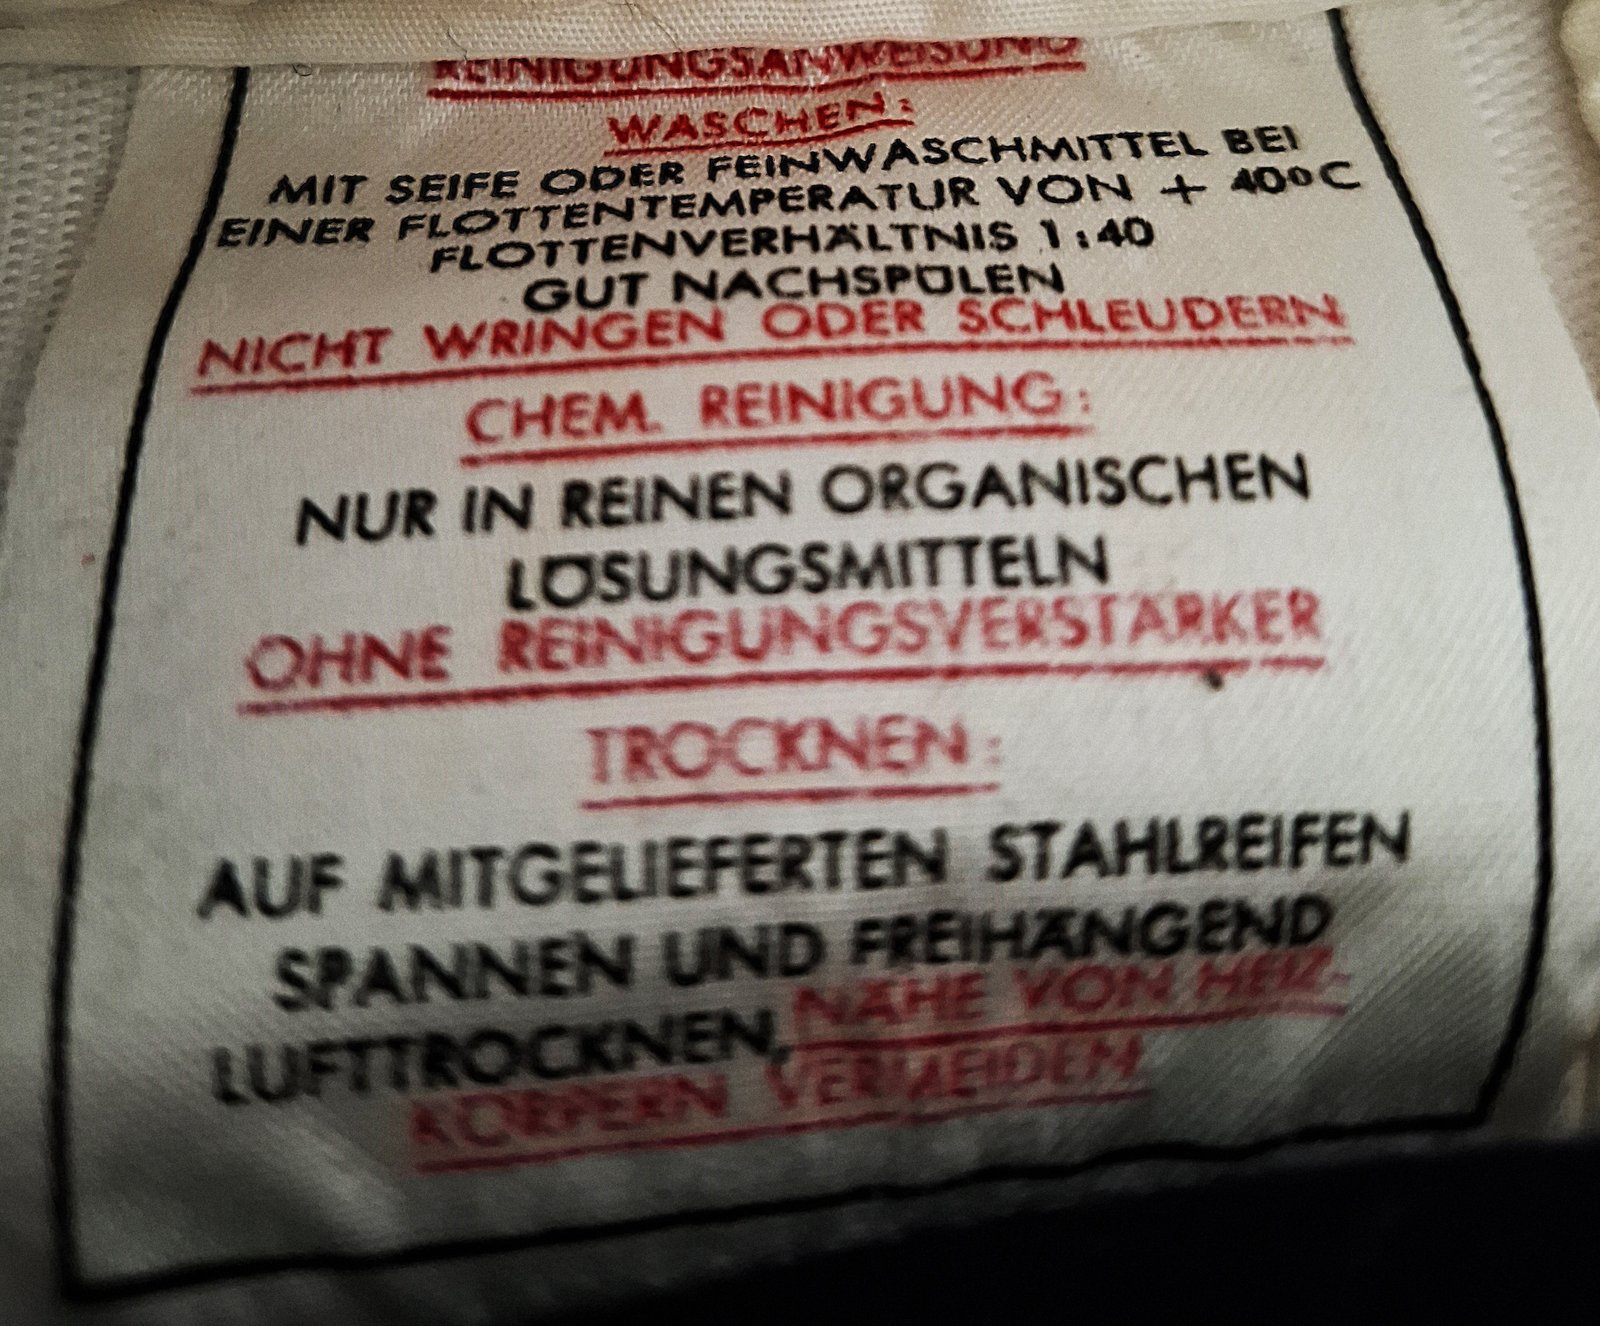 REINIGUNGSANWEISUNG
WASCHEN:
MIT SEIFE ODER FEINWASCHMITTEL BEI
EINER FLOTTENTEMPERATUR VON + 40°C
FLOTTENVERHÄLTNIS 1:40
GUT NACHSPÜLEN
NICHT WRINGEN ODER SCHLEUDERN
CHEM. REINIGUNG:
NUR IN REINEN ORGANISCHEN
LÖSUNGSMITTELN
OHNE REINIGUNGSVERSTÄRKER
TROCKNEN:
AUF MITGELIEFERTEN STAHLREIFEN
SPANNEN UND FREIHÄNGEND
LUFTTROCKNEN, NÄHE VON HEIZ-
KÖRPERN VERMEIDEN